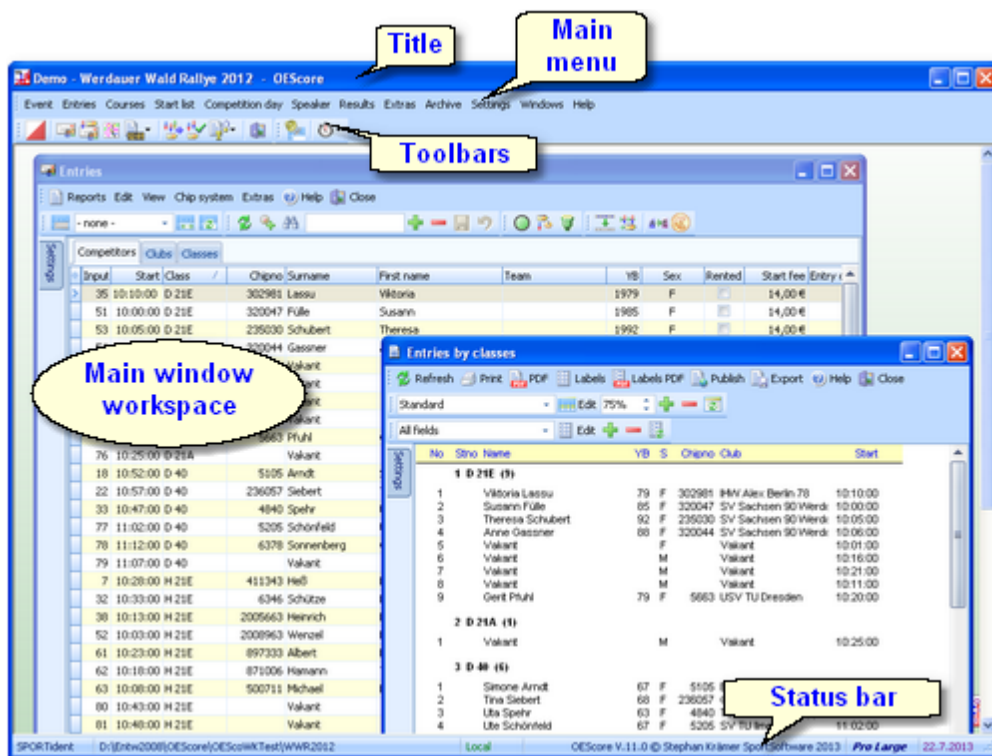 Title
Main
menu
Demo - Werdauer Wald Rallye 2012 - OEScore
Event Entries Courses Start list Competition day Speaker Results Extras Archive Settings Windows Help
Toolbars
Entries
Reports Edit View Chip system Extras Help Close
- none -
Settings
Competitors Clubs Classes
Input Start Class / Chipno Surname First name Team YB Sex Rented Start fee Entry
35 10:10:00 D 21E 302981 Lassu Viktoria 1979 F 14,00 €
51 10:00:00 D 21E 320047 Fülle Susann 1985 F 14,00 €
53 10:05:00 D 21E 235030 Schubert Theresa 1992 F 14,00 €
320044 Gassner
Vakant
5663 Pfuhl
76 10:25:00 D 21A Vakant
18 10:52:00 D 40 5105 Arndt
22 10:57:00 D 40 236057 Siebert
33 10:47:00 D 40 4840 Spehr
77 11:02:00 D 40 5205 Schönfeld
78 11:12:00 D 40 6378 Sonnenberg
79 11:07:00 D 40 Vakant
7 10:28:00 H 21E 411343 Heß
32 10:33:00 H 21E 6346 Schütze
38 10:13:00 H 21E 2005663 Heinrich
52 10:03:00 H 21E 2008963 Wenzel
61 10:23:00 H 21E 897333 Albert
62 10:18:00 H 21E 871006 Hamann
63 10:08:00 H 21E 500711 Michael
80 10:43:00 H 21E Vakant
81 10:48:00 H 21E Vakant
Main window
workspace
Entries by classes
Refresh Print PDF Labels Labels PDF Publish Export Help Close
Standard Edit 75%
All fields Edit
Settings
No Stno Name YB S Chipno Club Start
1 D 21E (9)
1 Viktoria Lassu 79 F 302981 IHW Alex Berlin 78 10:10:00
2 Susann Fülle 85 F 320047 SV Sachsen 90 Werda 10:00:00
3 Theresa Schubert 92 F 235030 SV Sachsen 90 Werda 10:05:00
4 Anne Gassner 88 F 320044 SV Sachsen 90 Werda 10:06:00
5 Vakant F Vakant 10:01:00
6 Vakant M Vakant 10:16:00
7 Vakant M Vakant 10:21:00
8 Vakant M Vakant 10:11:00
9 Gerit Pfuhl 79 F 5663 USV TU Dresden 10:20:00
2 D 21A (1)
1 Vakant M Vakant 10:25:00
3 D 40 (6)
1 Simone Arndt 67 F 5105
2 Tina Siebert 68 F 236057
3 Uta Spehr 63 F 4840
4 Ute Schönfeld 67 F 5205 SV TU 11:02:00
Status bar
SPORTident D:\Entw2008\OEScore\OEScoWKTest\WWR2012 Local OEScore V.11.0 © Stephan Krämer SportSoftware 2013 Pro Large 22.7.2013